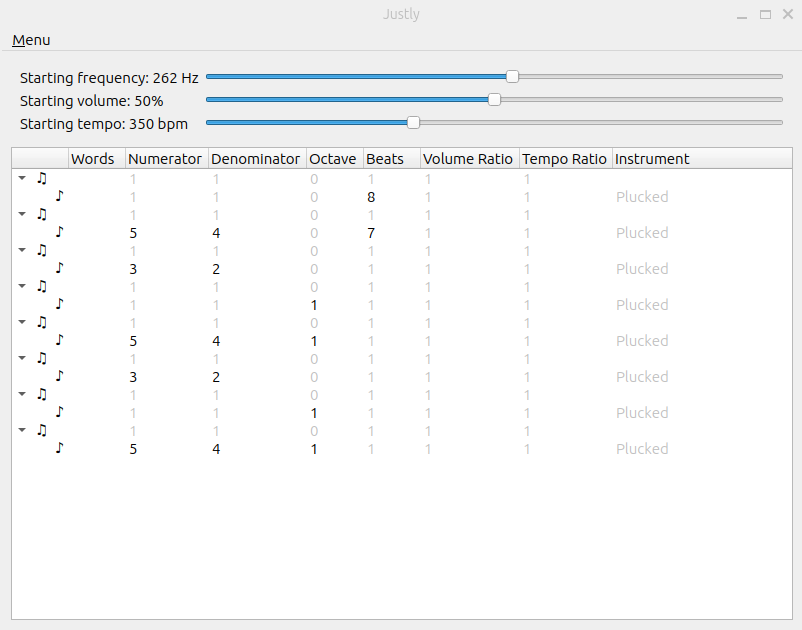 Justly
Menu
Starting frequency: 262 Hz
Starting volume: 50%
Starting tempo: 350 bpm
Words Numerator Denominator Octave Beats Volume Ratio Tempo Ratio Instrument
♫ 1 1 0 1 1 1
♪ 1 1 0 8 1 1 Plucked
♫ 1 1 0 1 1 1
♪ 5 4 0 7 1 1 Plucked
♫ 1 1 0 1 1 1
♪ 3 2 0 1 1 1 Plucked
♫ 1 1 0 1 1 1
♪ 1 1 1 1 1 1 Plucked
♫ 1 1 0 1 1 1
♪ 5 4 1 1 1 1 Plucked
♫ 1 1 0 1 1 1
♪ 3 2 0 1 1 1 Plucked
♫ 1 1 0 1 1 1
♪ 1 1 1 1 1 1 Plucked
♫ 1 1 0 1 1 1
♪ 5 4 1 1 1 1 Plucked